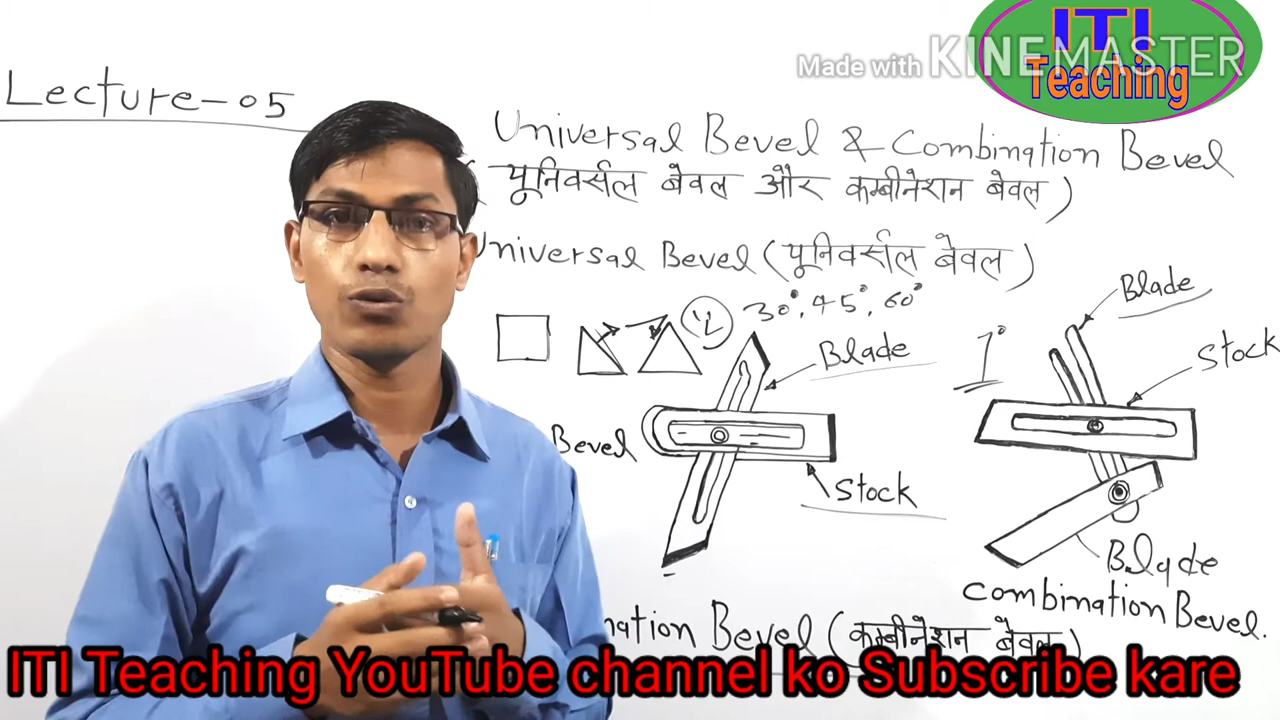 ITI
Teaching
Made with KINEMASTER
Lecture-05
Universal Bevel & Combination Bevel
(यूनिवर्सल बेवल और कम्बीनेशन बेवल)
Universal Bevel (यूनिवर्सल बेवल)
30°, 45°, 60°
Blade
Blade
1°
Stock
Bevel
Stock
Blade
combination Bevel.
nation Bevel (कम्बीनेशन बेवल)
ITI Teaching YouTube channel ko Subscribe kare